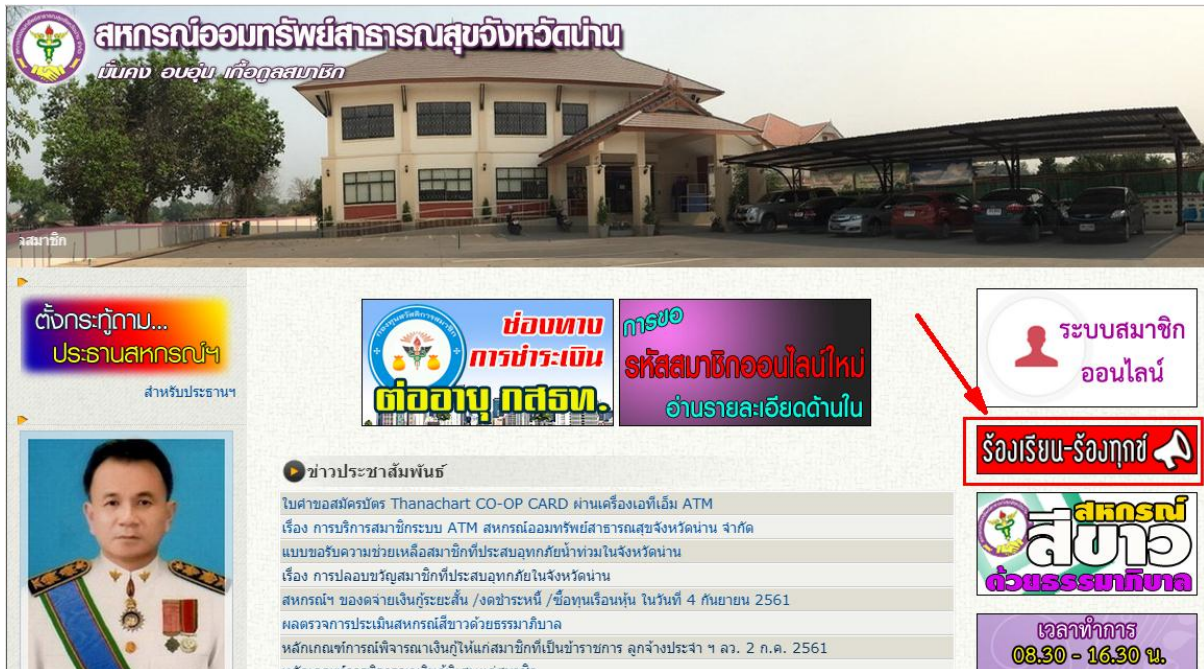 สหกรณ์ออมทรัพย์สาธารณสุขจังหวัดน่าน
มั่นคง อบอุ่น เกื้อกูลสมาชิก
ลสมาชิก
ตั้งกระทู้ถาม...
ประธานสหกรณ์ฯ
สำหรับประธานฯ
ช่องทาง
การชำระเงิน
ต่ออายุ กสธท.
การขอ
รหัสสมาชิกออนไลน์ใหม่
อ่านรายละเอียดด้านใน
ระบบสมาชิก
ออนไลน์
ร้องเรียน-ร้องทุกข์
สหกรณ์
สีขาว
ด้วยธรรมาภิบาล
เวลาทำการ
08.30 - 16.30 น.
ข่าวประชาสัมพันธ์
ใบคำขอสมัครบัตร Thanachart CO-OP CARD ผ่านเครื่องเอทีเอ็ม ATM
เรื่อง การบริการสมาชิกระบบ ATM สหกรณ์ออมทรัพย์สาธารณสุขจังหวัดน่าน จำกัด
แบบขอรับความช่วยเหลือสมาชิกที่ประสบอุทกภัยน้ำท่วมในจังหวัดน่าน
เรื่อง การปลอบขวัญสมาชิกที่ประสบอุทกภัยในจังหวัดน่าน
สหกรณ์ฯ ของดจ่ายเงินกู้ระยะสั้น /งดชำระหนี้ /ซื้อทุนเรือนหุ้น ในวันที่ 4 กันยายน 2561
ผลตรวจการประเมินสหกรณ์สีขาวด้วยธรรมาภิบาล
หลักเกณฑ์การณ์พิจารณาเงินกู้ให้แก่สมาชิกที่เป็นข้าราชการ ลูกจ้างประจำ ฯ ลว. 2 ก.ค. 2561